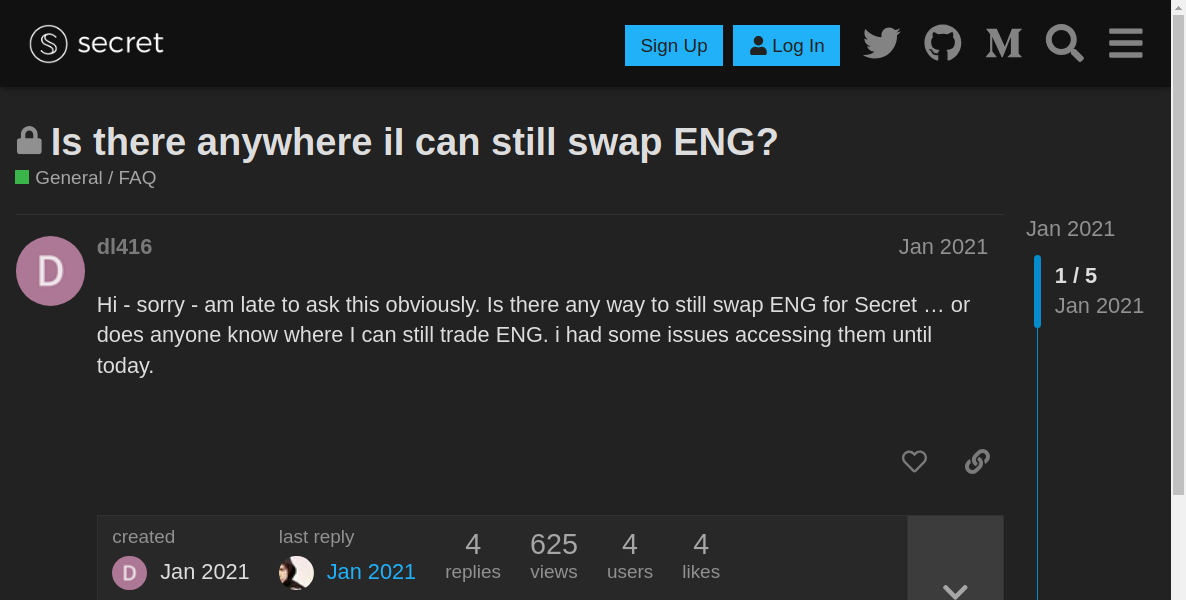 secret
Sign Up
Log In
Is there anywhere iI can still swap ENG?
General / FAQ
dl416
Jan 2021
Hi - sorry - am late to ask this obviously. Is there any way to still swap ENG for Secret … or
does anyone know where I can still trade ENG. i had some issues accessing them until
today.
Jan 2021
1 / 5
Jan 2021
created
D Jan 2021
last reply
Jan 2021
4
replies
625
views
4
users
4
likes